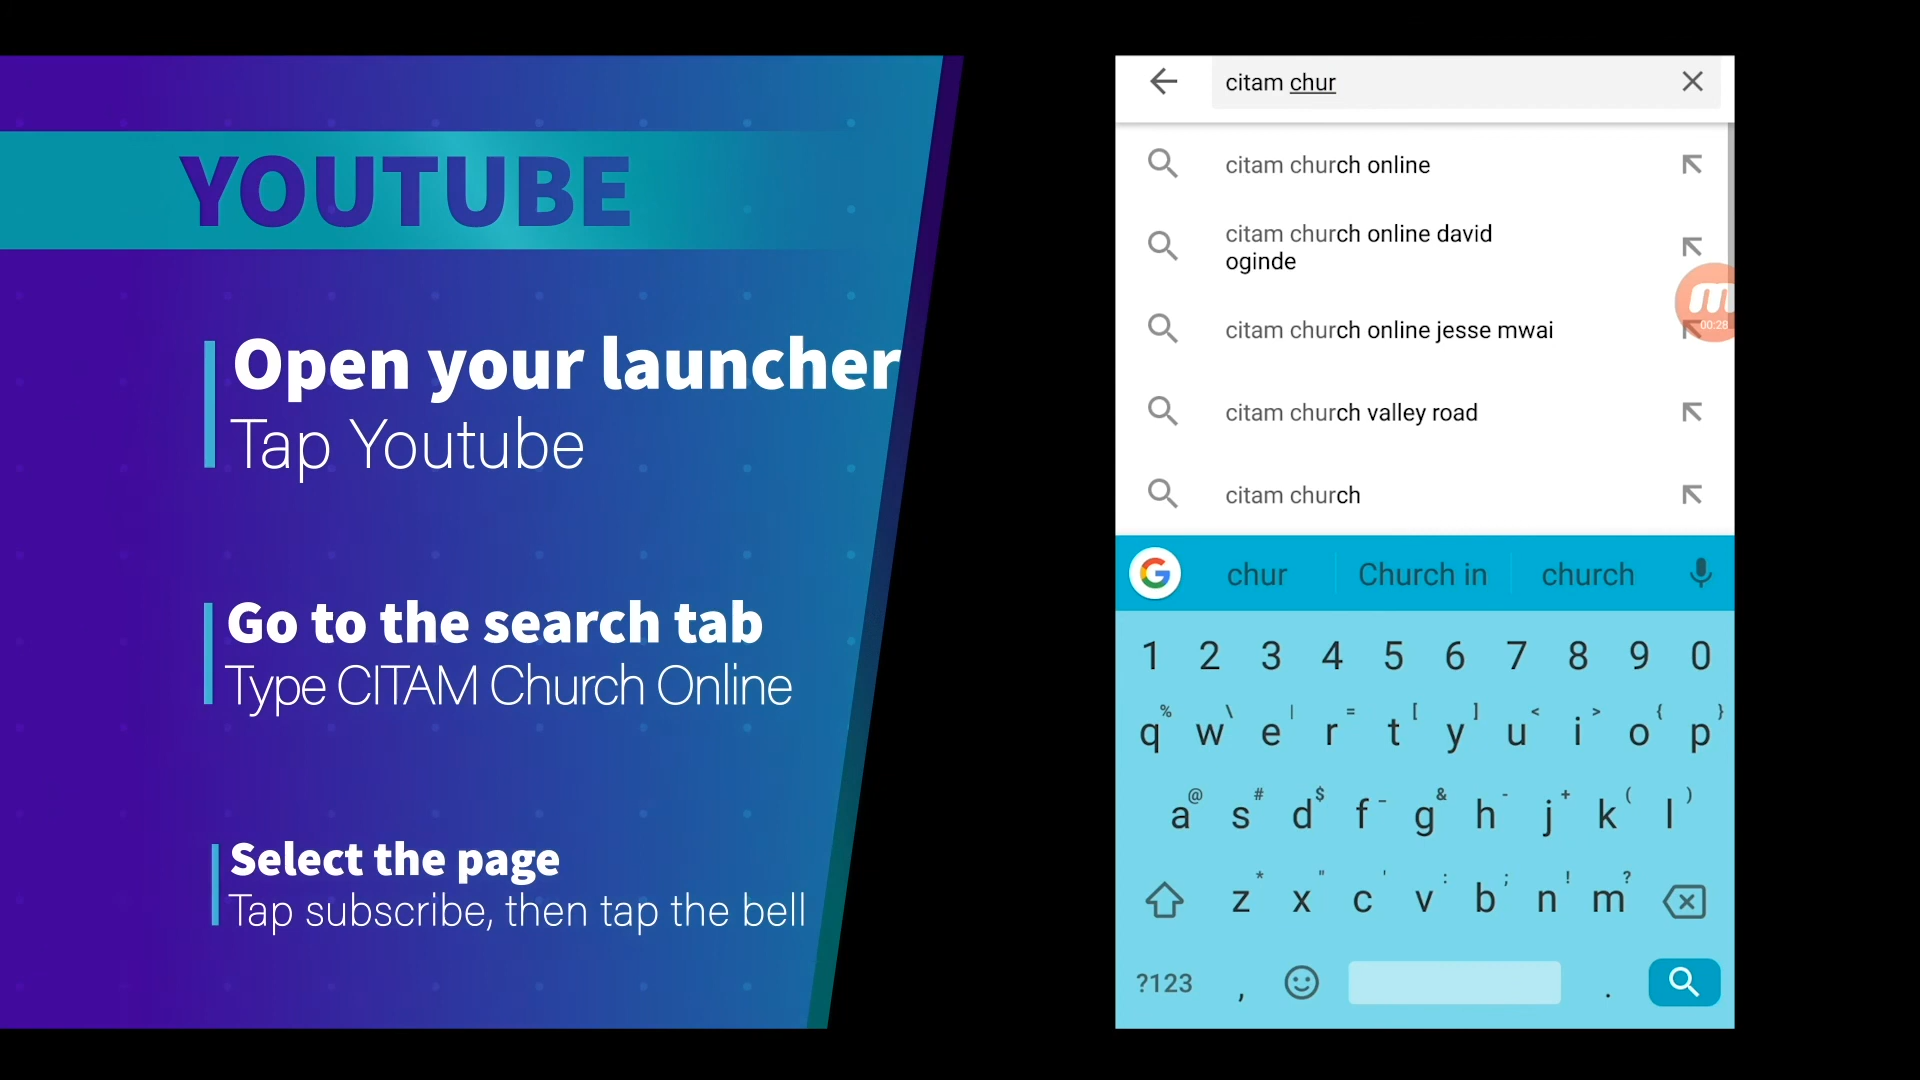 YOUTUBE
Open your launcher
Tap Youtube
Go to the search tab
Type CITAM Church Online
Select the page
Tap subscribe, then tap the bell
citam chur
citam church online
citam church online david
oginde
citam church online jesse mwai
citam church valley road
citam church
00:28
G chur Church in church
1 2 3 4 5 6 7 8 9 0
% \ | = [ ] < > { }
q w e r t y u i o p
@ # $ - & - + ( )
a s d f g h j k l
* " ' : ; ! ?
z x c v b n m
?123 , .